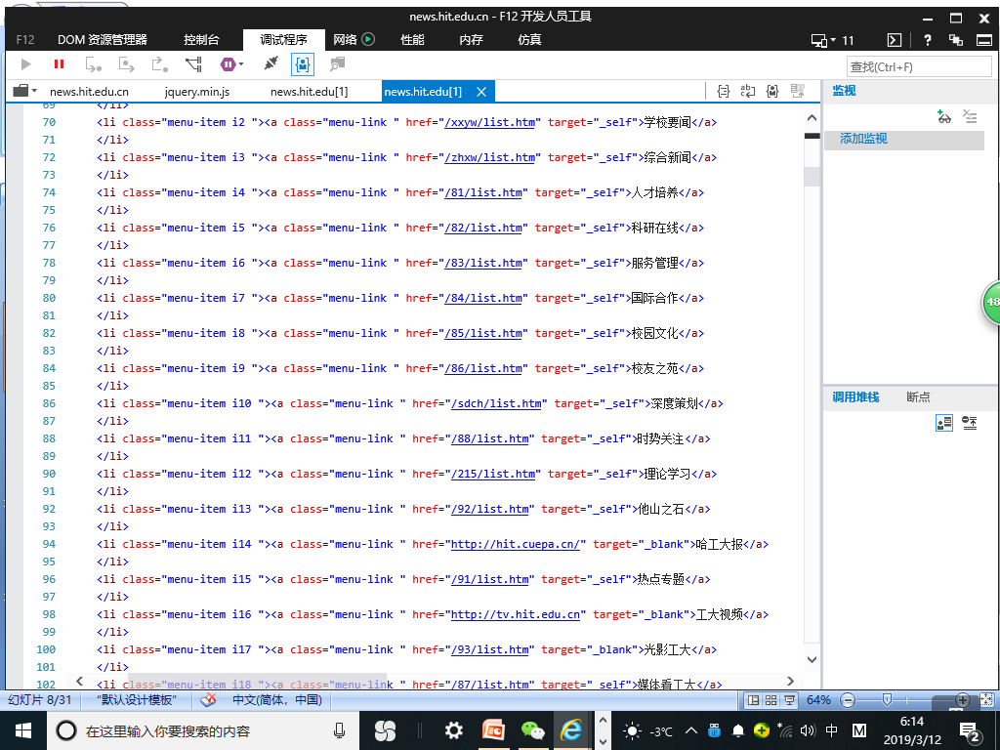 news.hit.edu.cn - F12 开发人员工具
F12 DOM 资源管理器 控制台 调试程序 网络 性能 内存 仿真 11
查找(Ctrl+F)
news.hit.edu.cn jquery.min.js news.hit.edu[1] news.hit.edu[1]
监视
添加监视
69 </li>
70 <li class="menu-item i2 "><a class="menu-link " href="/xxyw/list.htm" target="_self">学校要闻</a>
71 </li>
72 <li class="menu-item i3 "><a class="menu-link " href="/zhxw/list.htm" target="_self">综合新闻</a>
73 </li>
74 <li class="menu-item i4 "><a class="menu-link " href="/81/list.htm" target="_self">人才培养</a>
75 </li>
76 <li class="menu-item i5 "><a class="menu-link " href="/82/list.htm" target="_self">科研在线</a>
77 </li>
78 <li class="menu-item i6 "><a class="menu-link " href="/83/list.htm" target="_self">服务管理</a>
79 </li>
80 <li class="menu-item i7 "><a class="menu-link " href="/84/list.htm" target="_self">国际合作</a>
81 </li>
82 <li class="menu-item i8 "><a class="menu-link " href="/85/list.htm" target="_self">校园文化</a>
83 </li>
84 <li class="menu-item i9 "><a class="menu-link " href="/86/list.htm" target="_self">校友之苑</a>
85 </li>
86 <li class="menu-item i10 "><a class="menu-link " href="/sdch/list.htm" target="_self">深度策划</a>
87 </li>
88 <li class="menu-item i11 "><a class="menu-link " href="/88/list.htm" target="_self">时势关注</a>
89 </li>
90 <li class="menu-item i12 "><a class="menu-link " href="/215/list.htm" target="_self">理论学习</a>
91 </li>
92 <li class="menu-item i13 "><a class="menu-link " href="/92/list.htm" target="_self">他山之石</a>
93 </li>
94 <li class="menu-item i14 "><a class="menu-link " href="http://hit.cuepa.cn/" target="_blank">哈工大报</a>
95 </li>
96 <li class="menu-item i15 "><a class="menu-link " href="/91/list.htm" target="_self">热点专题</a>
97 </li>
98 <li class="menu-item i16 "><a class="menu-link " href="http://tv.hit.edu.cn" target="_blank">工大视频</a>
99 </li>
100 <li class="menu-item i17 "><a class="menu-link " href="/93/list.htm" target="_blank">光影工大</a>
101 </li>
102 <li class="menu-item i18 "><a class="menu-link " href="/87/list.htm" target="_self">媒体看工大</a>
调用堆栈 断点
48
幻灯片 8/31 "默认设计模板" 中文(简体, 中国) 64%
在这里输入你要搜索的内容 -3℃ 中 M 6:14
2019/3/12 2